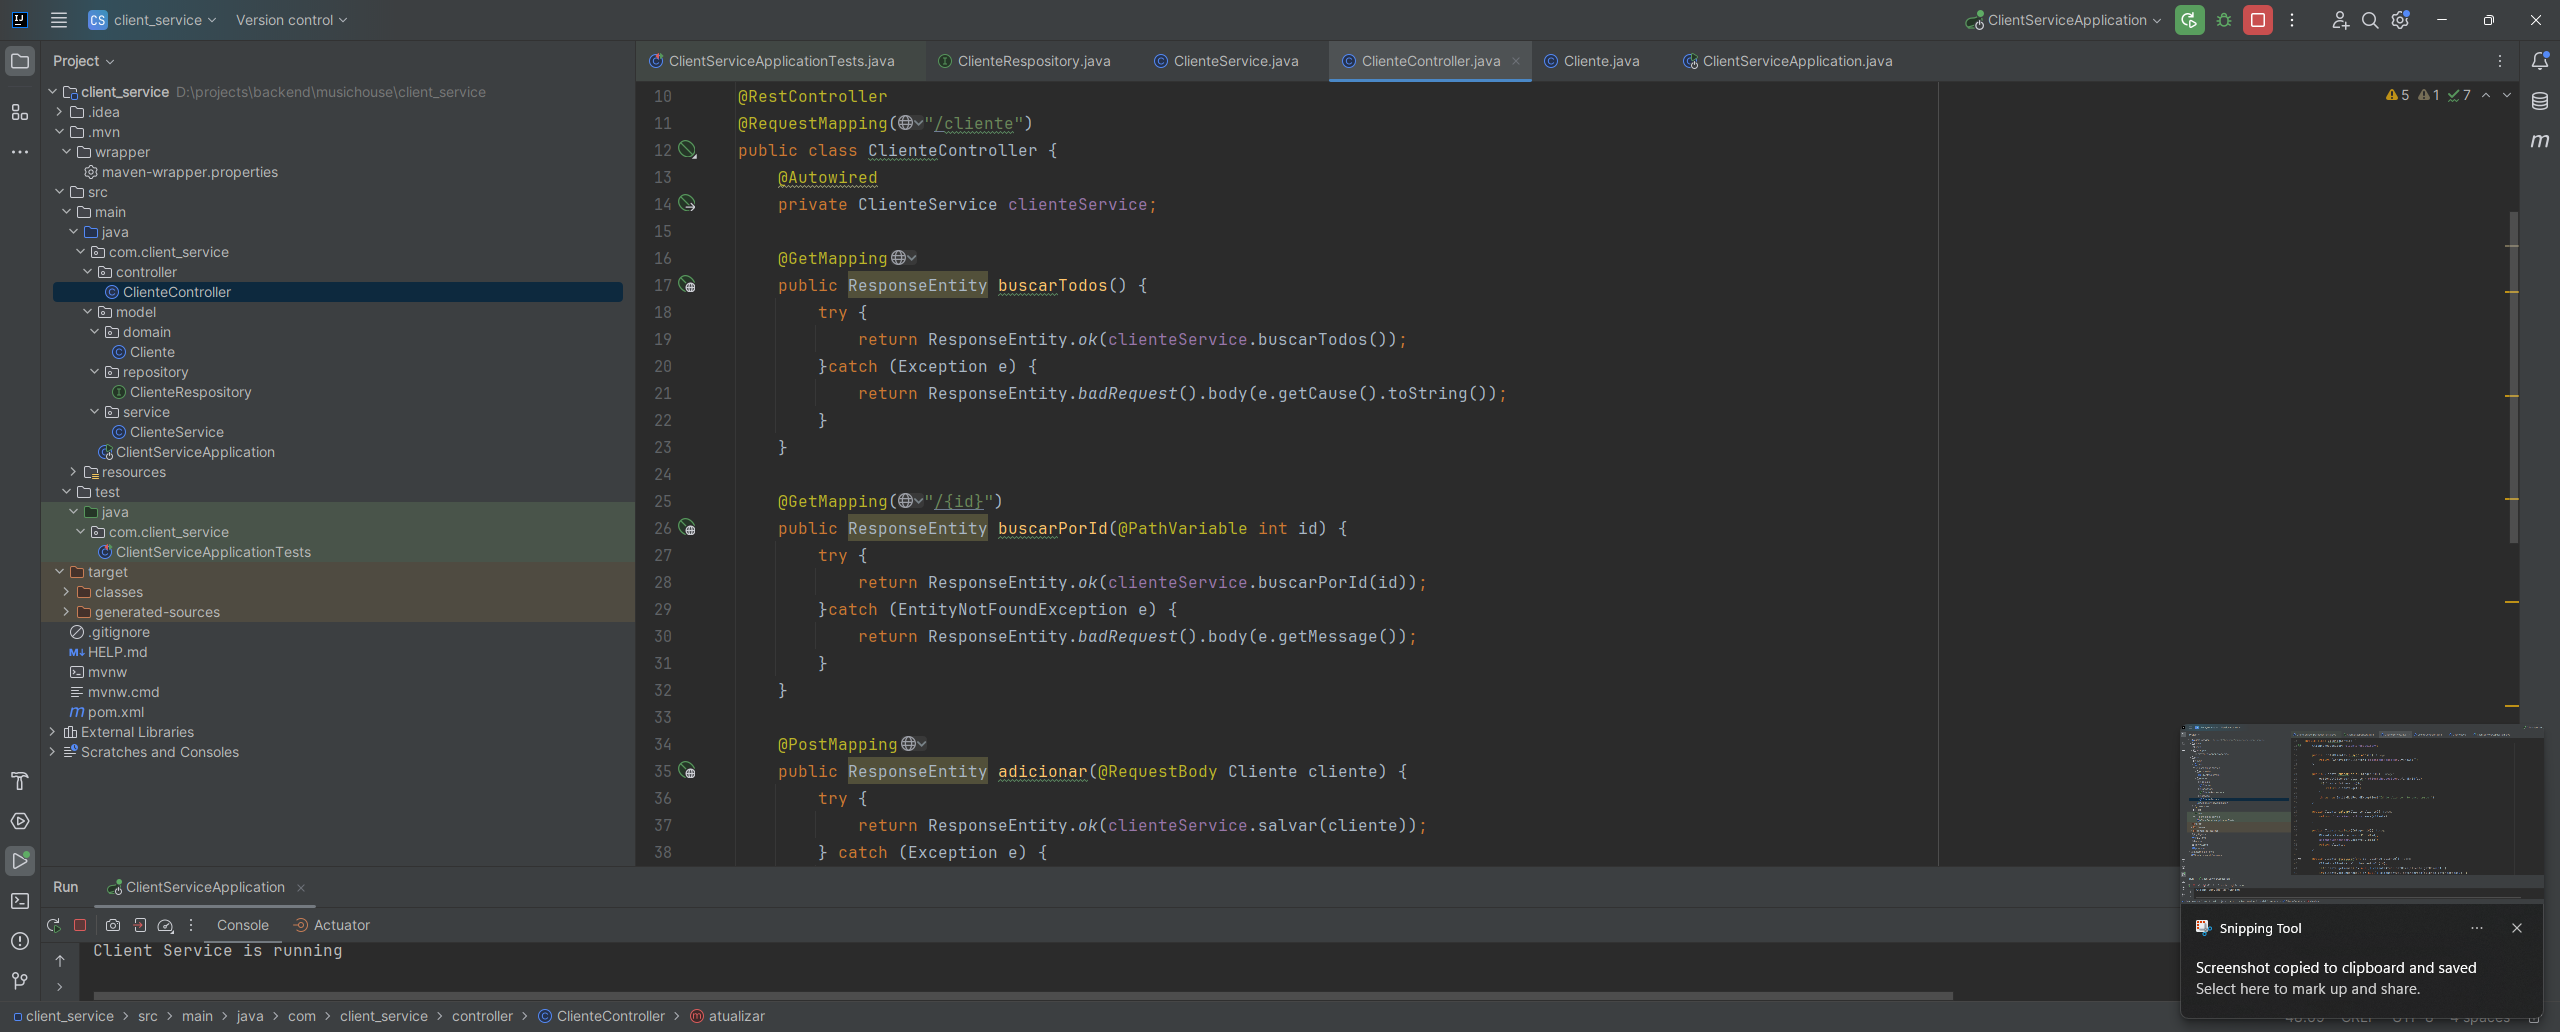 client_service Version control ClientServiceApplication
Project
ClientServiceApplicationTests.java ClienteRespository.java ClienteService.java ClienteController.java Cliente.java ClientServiceApplication.java
client_service D:\projects\backend\musichouse\client_service
.idea
.mvn
wrapper
maven-wrapper.properties
src
main
java
com.client_service
controller
ClienteController
model
domain
Cliente
repository
ClienteRespository
service
ClienteService
ClientServiceApplication
resources
test
java
com.client_service
ClientServiceApplicationTests
target
classes
generated-sources
.gitignore
HELP.md
mvnw
mvnw.cmd
pom.xml
External Libraries
Scratches and Consoles
5 1 7
10 @RestController
11 @RequestMapping("/cliente")
12 public class ClienteController {
13 @Autowired
14 private ClienteService clienteService;
15
16 @GetMapping
17 public ResponseEntity buscarTodos() {
18 try {
19 return ResponseEntity.ok(clienteService.buscarTodos());
20 }catch (Exception e) {
21 return ResponseEntity.badRequest().body(e.getCause().toString());
22 }
23 }
24
25 @GetMapping("/{id}")
26 public ResponseEntity buscarPorId(@PathVariable int id) {
27 try {
28 return ResponseEntity.ok(clienteService.buscarPorId(id));
29 }catch (EntityNotFoundException e) {
30 return ResponseEntity.badRequest().body(e.getMessage());
31 }
32 }
33
34 @PostMapping
35 public ResponseEntity adicionar(@RequestBody Cliente cliente) {
36 try {
37 return ResponseEntity.ok(clienteService.salvar(cliente));
38 } catch (Exception e) {
Run ClientServiceApplication
Console Actuator
Client Service is running
Snipping Tool
Screenshot copied to clipboard and saved
Select here to mark up and share.
client_service > src > main > java > com > client_service > controller > ClienteController > atualizar